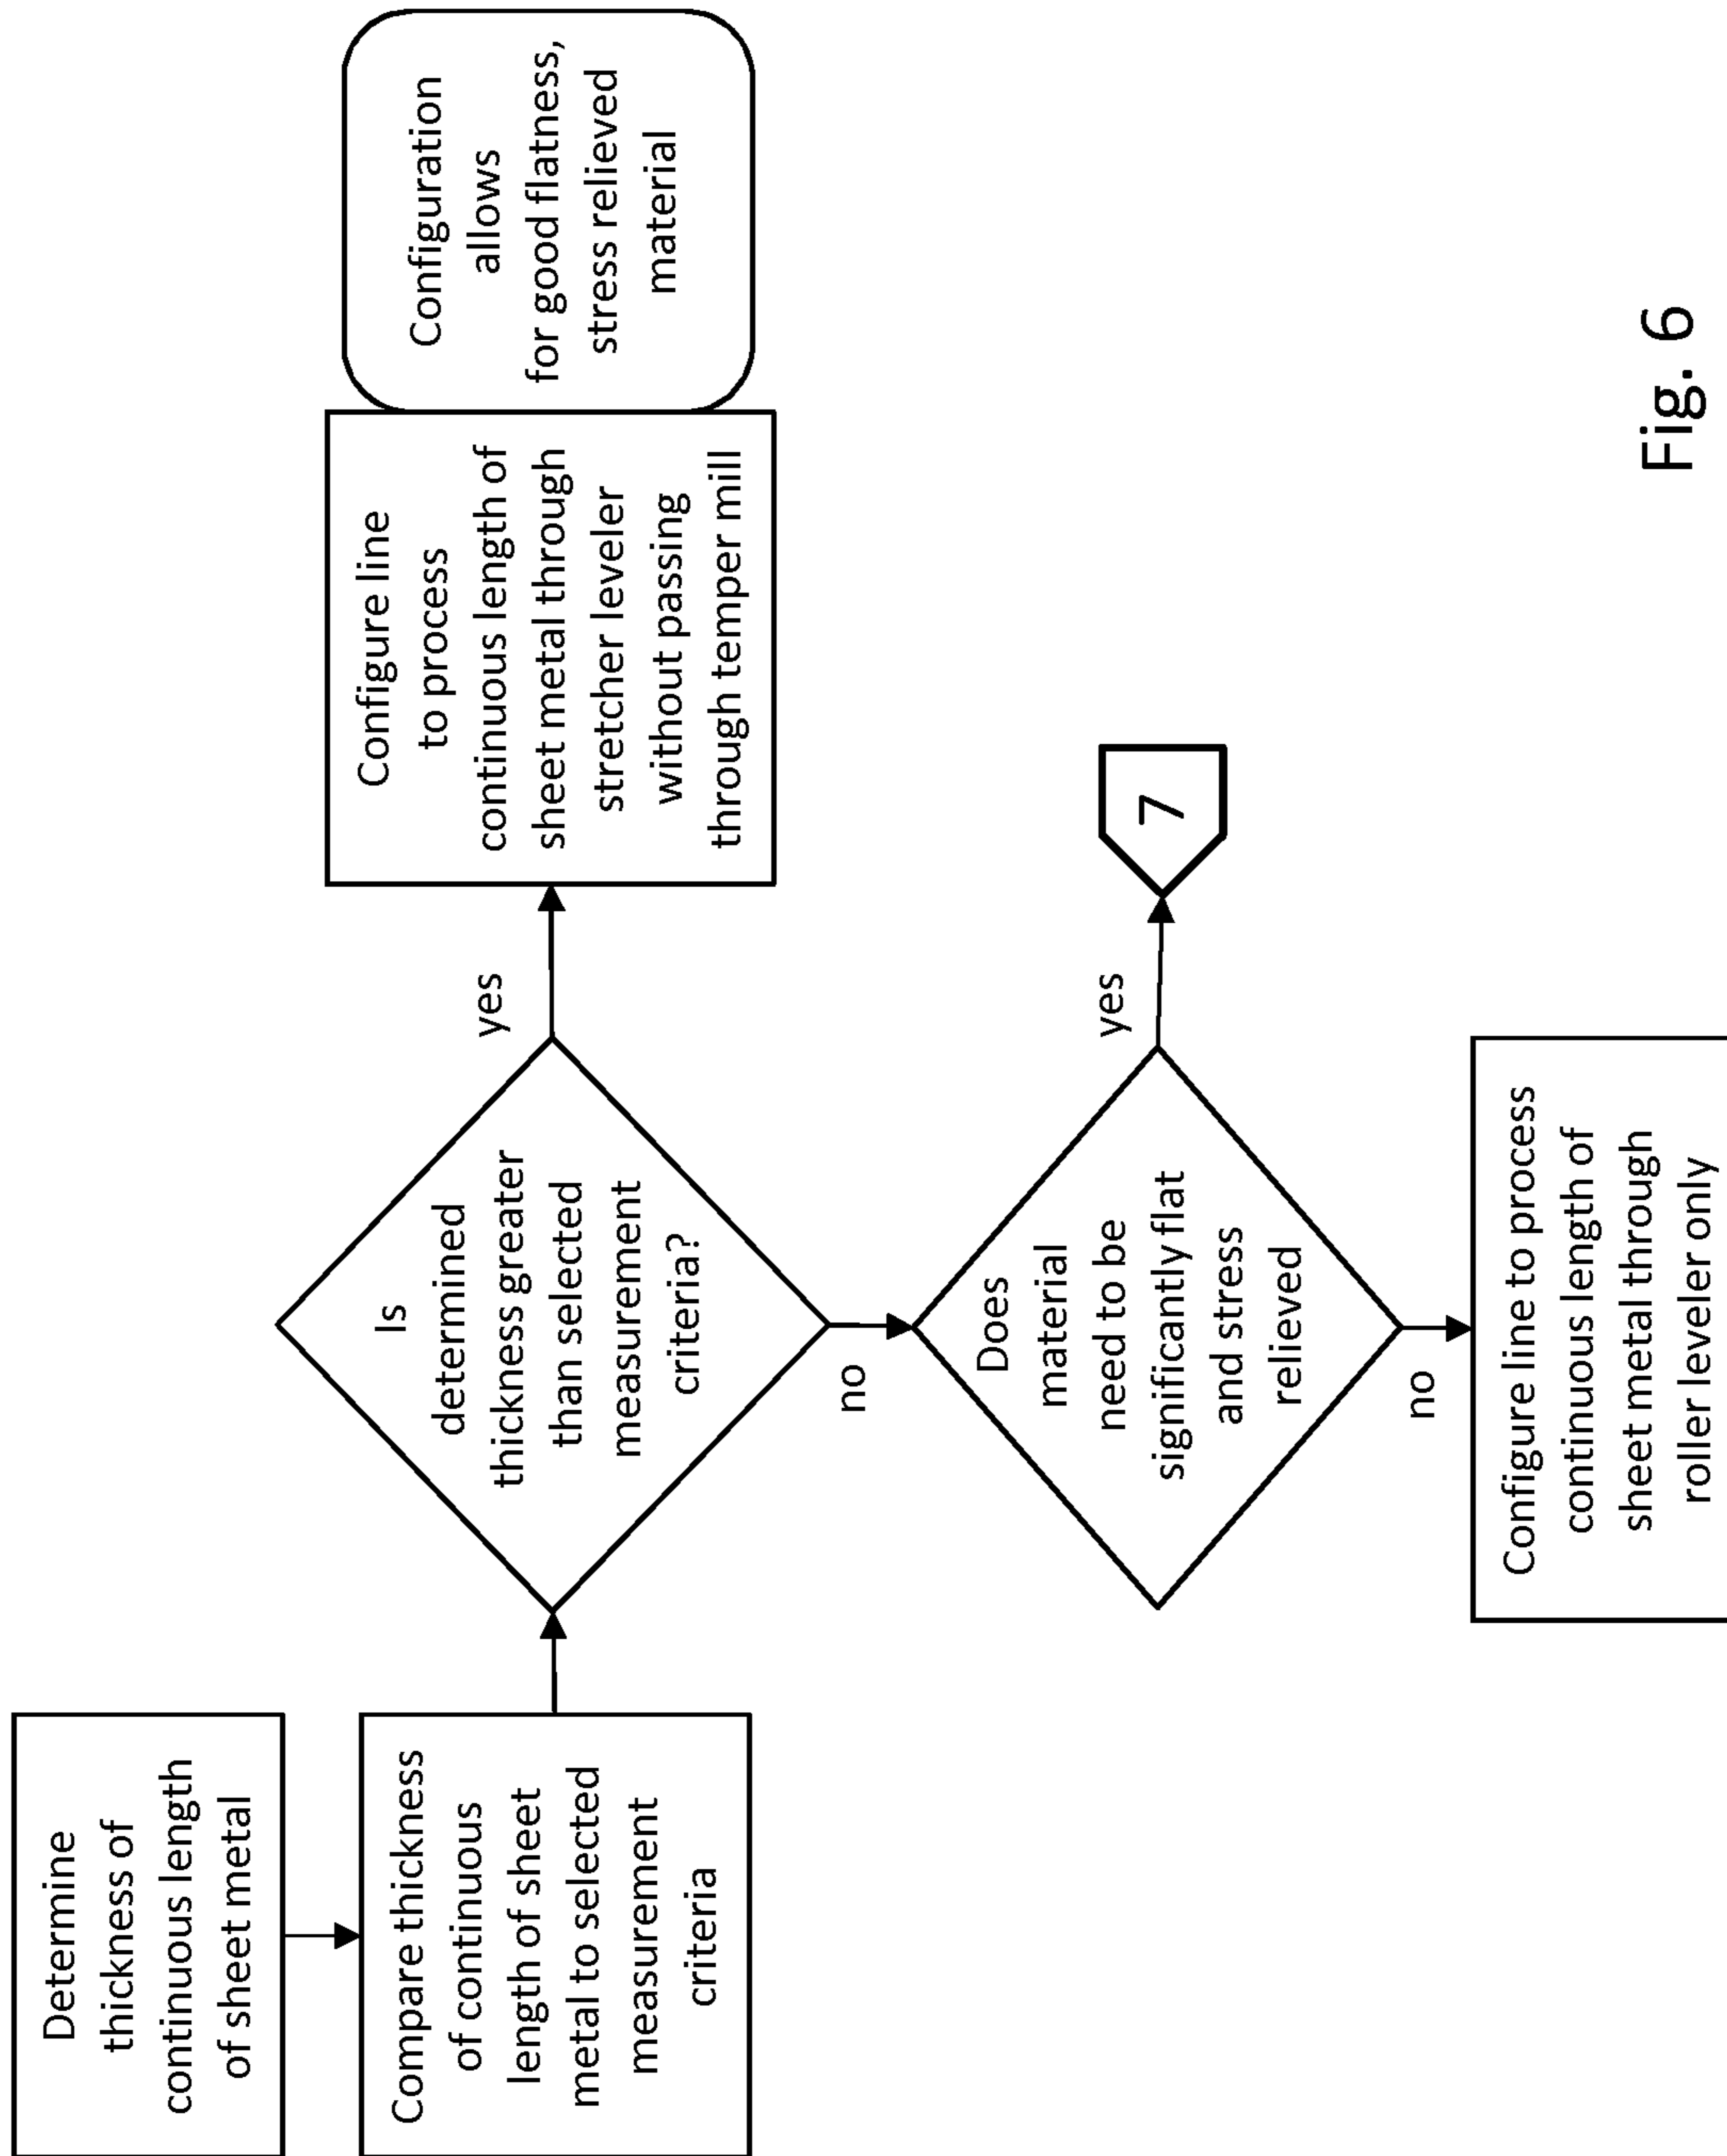 Determine
thickness of
continuous length
of sheet metal
Compare thickness
of continuous
length of sheet
metal to selected
measurement
criteria
Is
determined
thickness greater
than selected
measurement
criteria?
yes
Configure line
to process
continuous length of
sheet metal through
stretcher leveler
without passing
through temper mill
Configuration
allows
for good flatness,
stress relieved
material
no
Does
material
need to be
significantly flat
and stress
relieved
yes
7
no
Configure line to process
continuous length of
sheet metal through
roller leveler only
Fig. 6